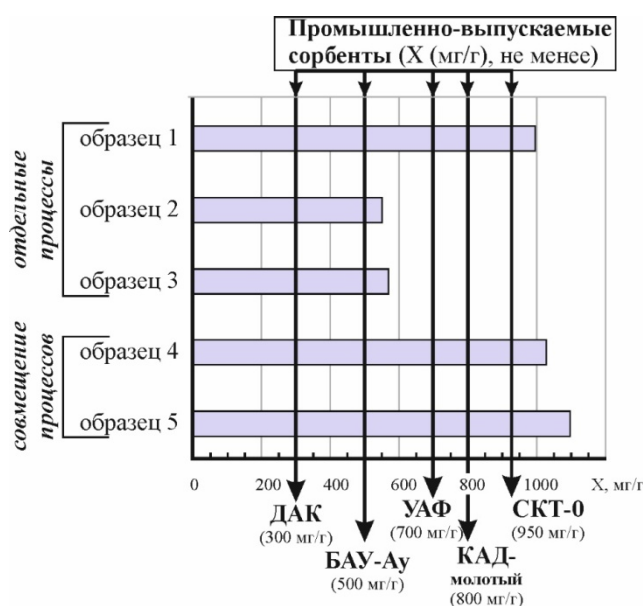 Промышленно-выпускаемые
сорбенты (X (мг/г), не менее)
отдельные
процессы
образец 1
образец 2
образец 3
совмещение
процессов
образец 4
образец 5
0 200 400 600 800 1000 X, мг/г
ДАК
(300 мг/г)
БАУ-Ау
(500 мг/г)
УАФ
(700 мг/г)
КАД-
молотый
(800 мг/г)
СКТ-0
(950 мг/г)